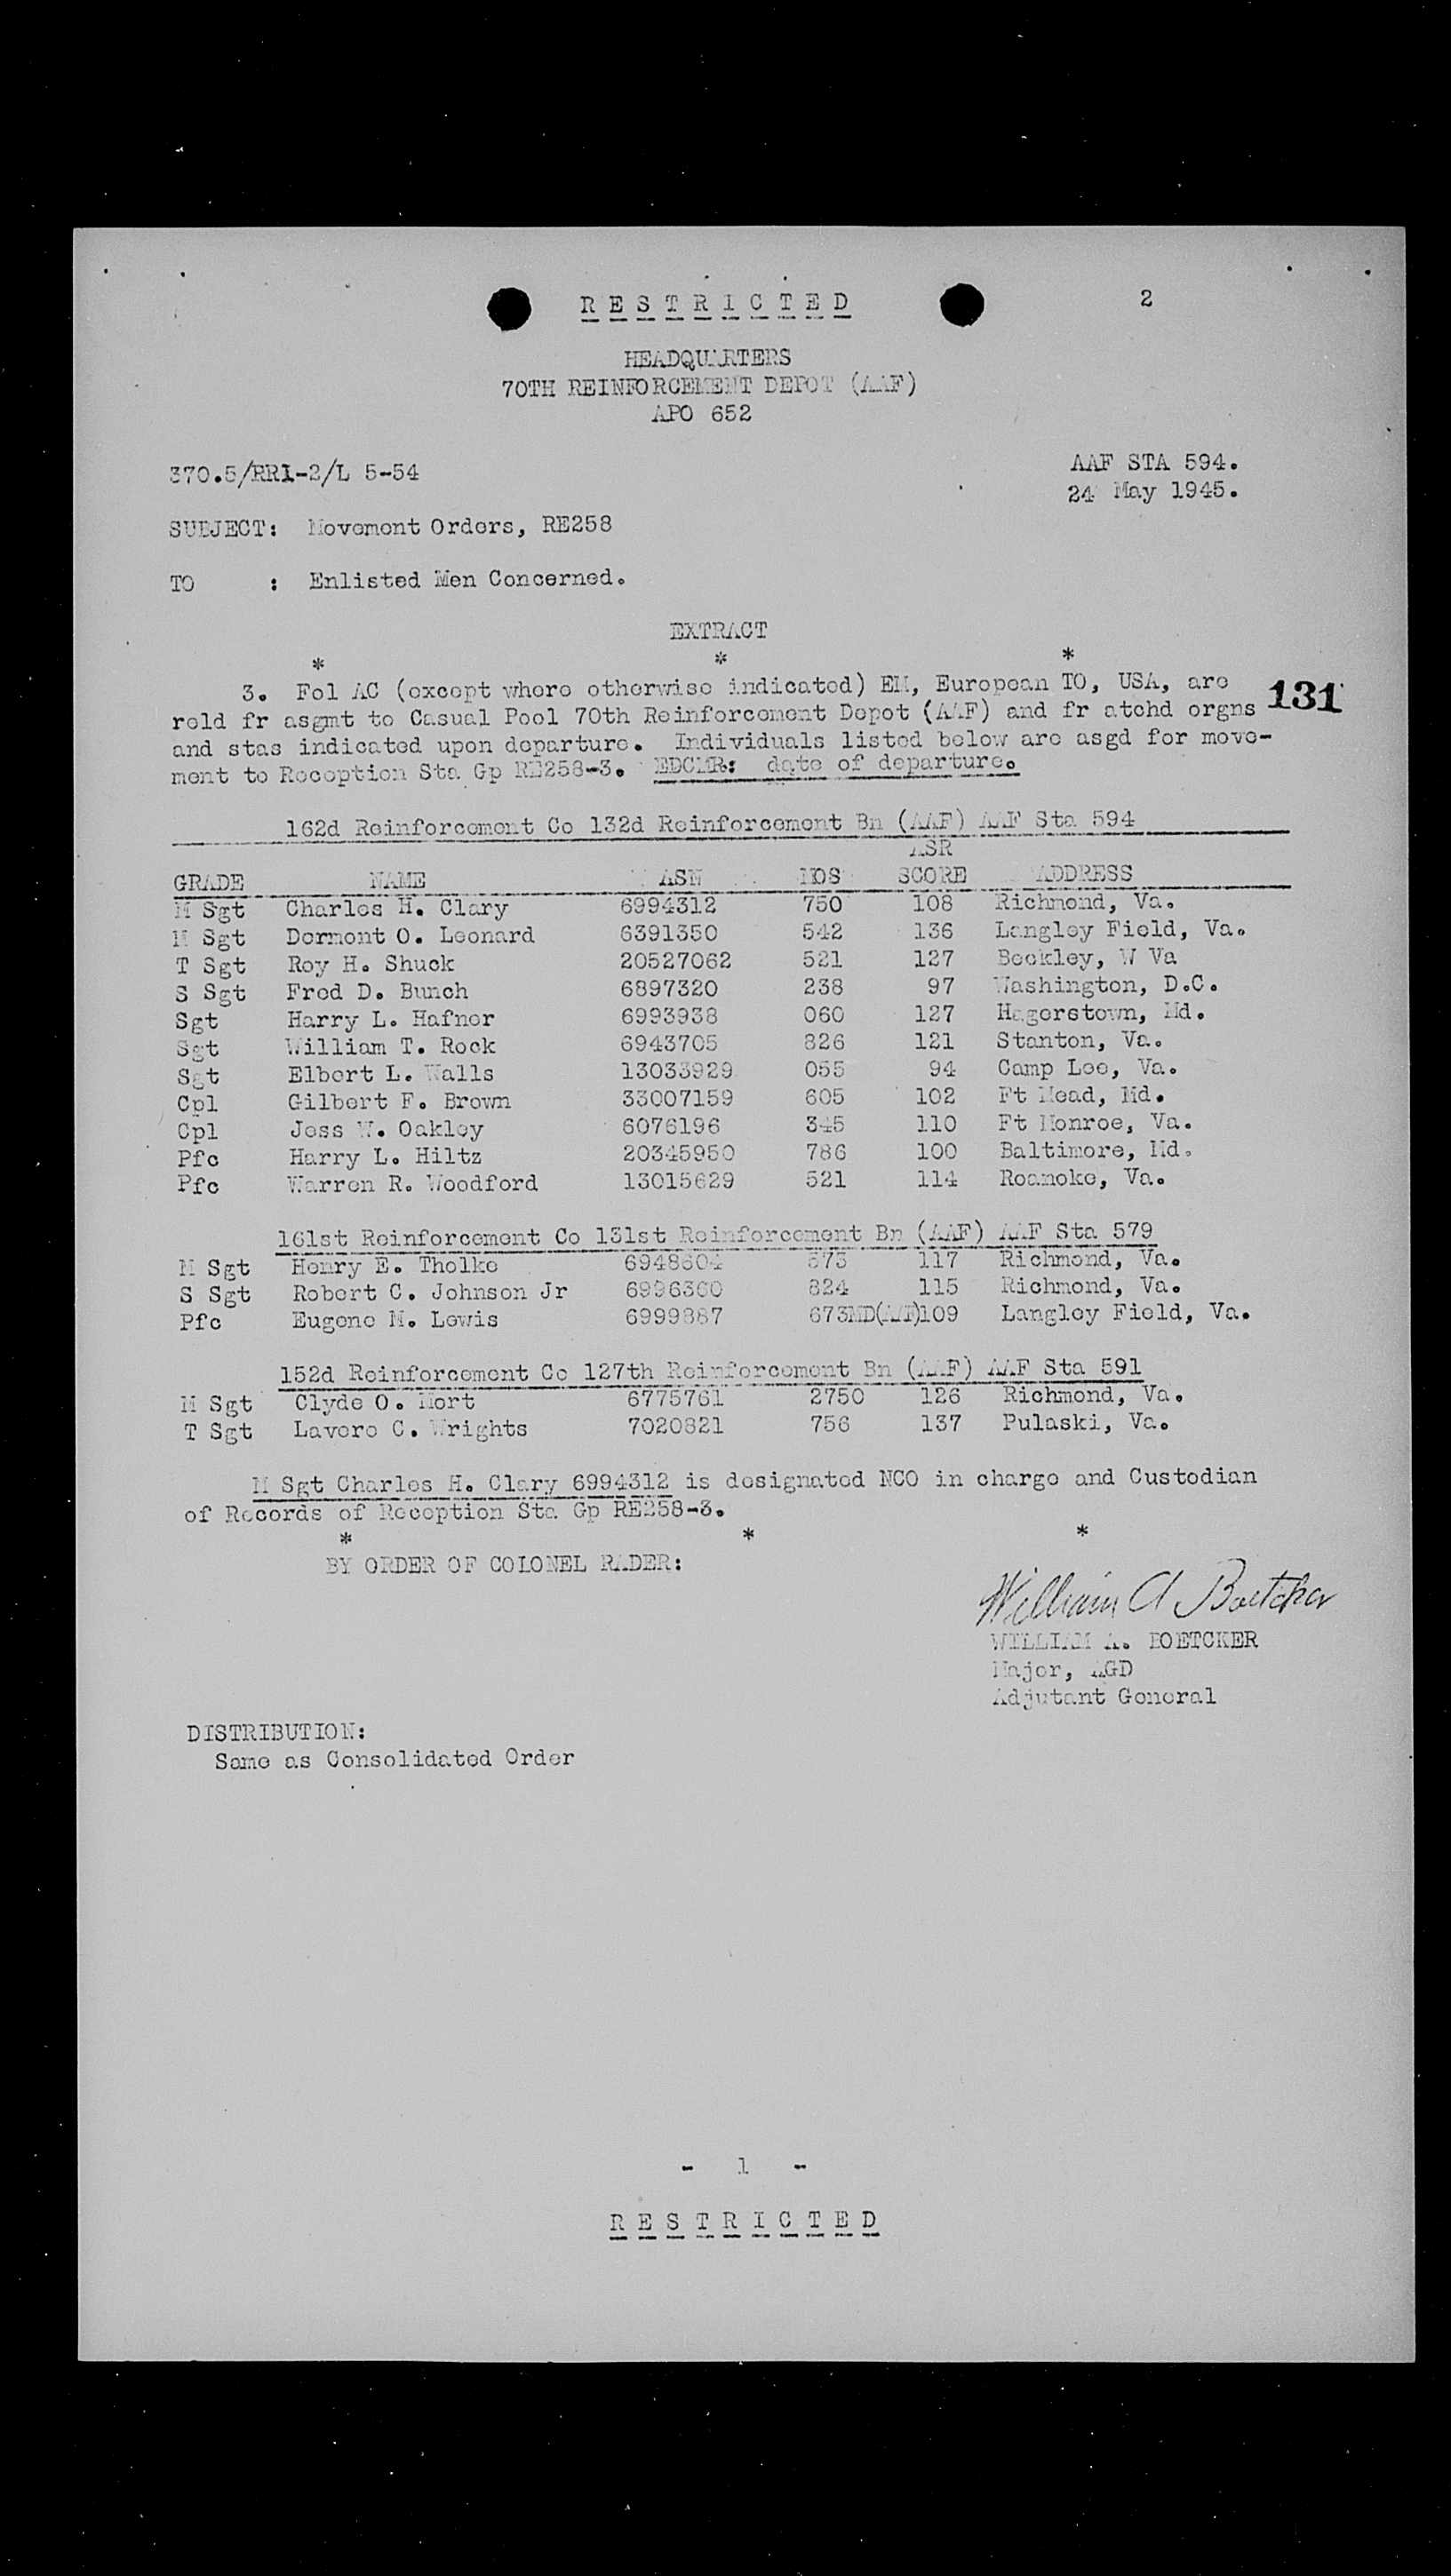 R E S T R I C T E D
2
HEADQUARTERS
70TH REINFORCEMENT DEPOT (AAF)
APO 652
370.5/RR1-2/L 5-54
AAF STA 594.
24 May 1945.
SUBJECT: Movement Orders, RE258
TO : Enlisted Men Concerned.
EXTRACT
* * *
3. Fol AC (except where otherwise indicated) EM, European TO, USA, are
131
reld fr asgmt to Casual Pool 70th Reinforcement Depot (AAF) and fr atchd orgns
and stas indicated upon departure. Individuals listed below are asgd for move-
ment to Reception Sta Gp RE258-3. EDCMR: date of departure.
162d Reinforcement Co 132d Reinforcement Bn (AAF) AAF Sta 594
ASR
GRADE NAME ASN MOS SCORE ADDRESS
M Sgt Charles H. Clary 6994312 750 108 Richmond, Va.
M Sgt Dermont O. Leonard 6391350 542 136 Langley Field, Va.
T Sgt Roy H. Shuck 20527062 521 127 Beckley, W Va
S Sgt Fred D. Bunch 6897320 238 97 Washington, D.C.
Sgt Harry L. Hafner 6993938 060 127 Hagerstown, Md.
Sgt William T. Rock 6943705 826 121 Stanton, Va.
Sgt Elbert L. Walls 13033929 055 94 Camp Lee, Va.
Cpl Gilbert F. Brown 33007159 605 102 Ft Mead, Md.
Cpl Jess W. Oakley 6076196 345 110 Ft Monroe, Va.
Pfc Harry L. Hiltz 20345950 786 100 Baltimore, Md.
Pfc Warren R. Woodford 13015629 521 114 Roanoke, Va.
161st Reinforcement Co 131st Reinforcement Bn (AAF) AAF Sta 579
M Sgt Henry E. Tholke 6948604 573 117 Richmond, Va.
S Sgt Robert C. Johnson Jr 6996360 824 115 Richmond, Va.
Pfc Eugene M. Lewis 6999887 673MD(AAF)109 Langley Field, Va.
152d Reinforcement Co 127th Reinforcement Bn (AAF) AAF Sta 591
M Sgt Clyde O. Mort 6775761 2750 126 Richmond, Va.
T Sgt Lavere C. Wrights 7020821 756 137 Pulaski, Va.
M Sgt Charles H. Clary 6994312 is designated NCO in charge and Custodian
of Records of Reception Sta Gp RE258-3.
* * *
BY ORDER OF COLONEL RADER:
William A Boetcker
WILLIAM A. BOETCKER
Major, AGD
Adjutant General
DISTRIBUTION:
Same as Consolidated Order
- 1 -
R E S T R I C T E D